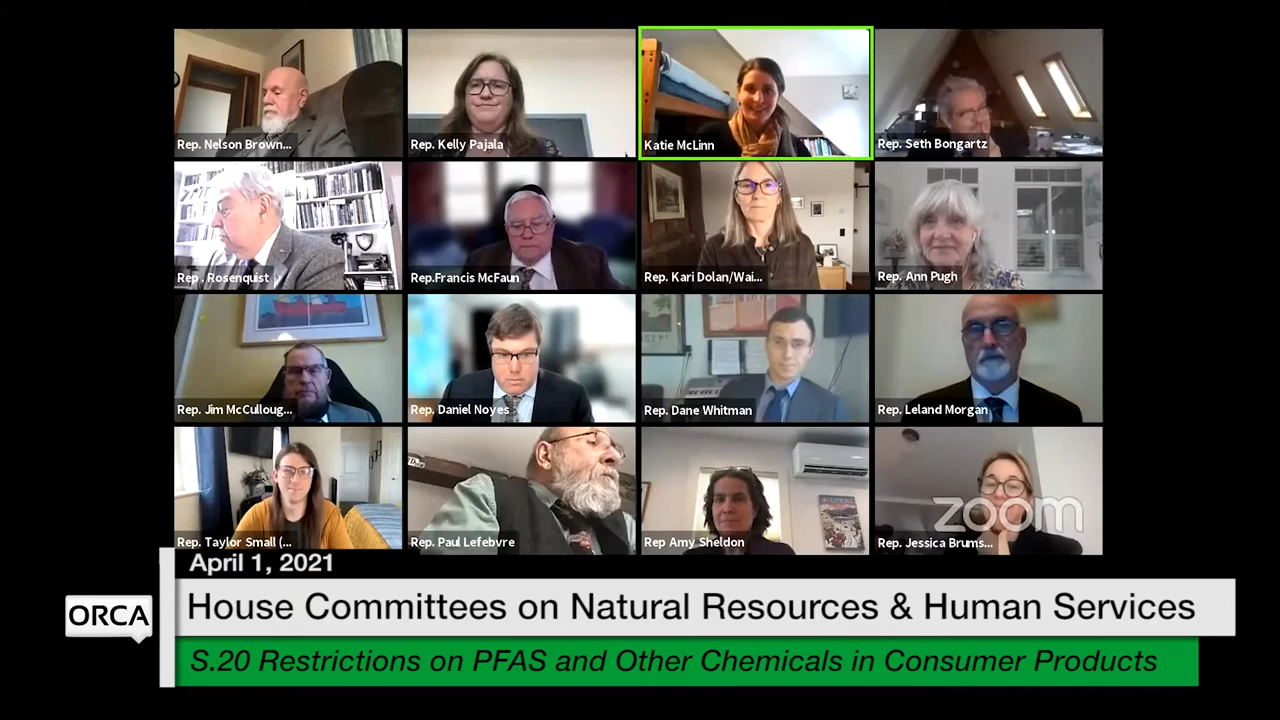 Rep. Nelson Brown...
Rep. Kelly Pajala
Katie McLinn
Rep. Seth Bongartz
Rep . Rosenquist
Rep.Francis McFaun
Rep. Kari Dolan/Wai...
Rep. Ann Pugh
Rep. Jim McCulloug...
Rep. Daniel Noyes
Rep. Dane Whitman
Rep. Leland Morgan
Rep. Taylor Small (...
Rep. Paul Lefebvre
Rep Amy Sheldon
Rep. Jessica Brums...
zoom
April 1, 2021
ORCA
House Committees on Natural Resources & Human Services
S.20 Restrictions on PFAS and Other Chemicals in Consumer Products